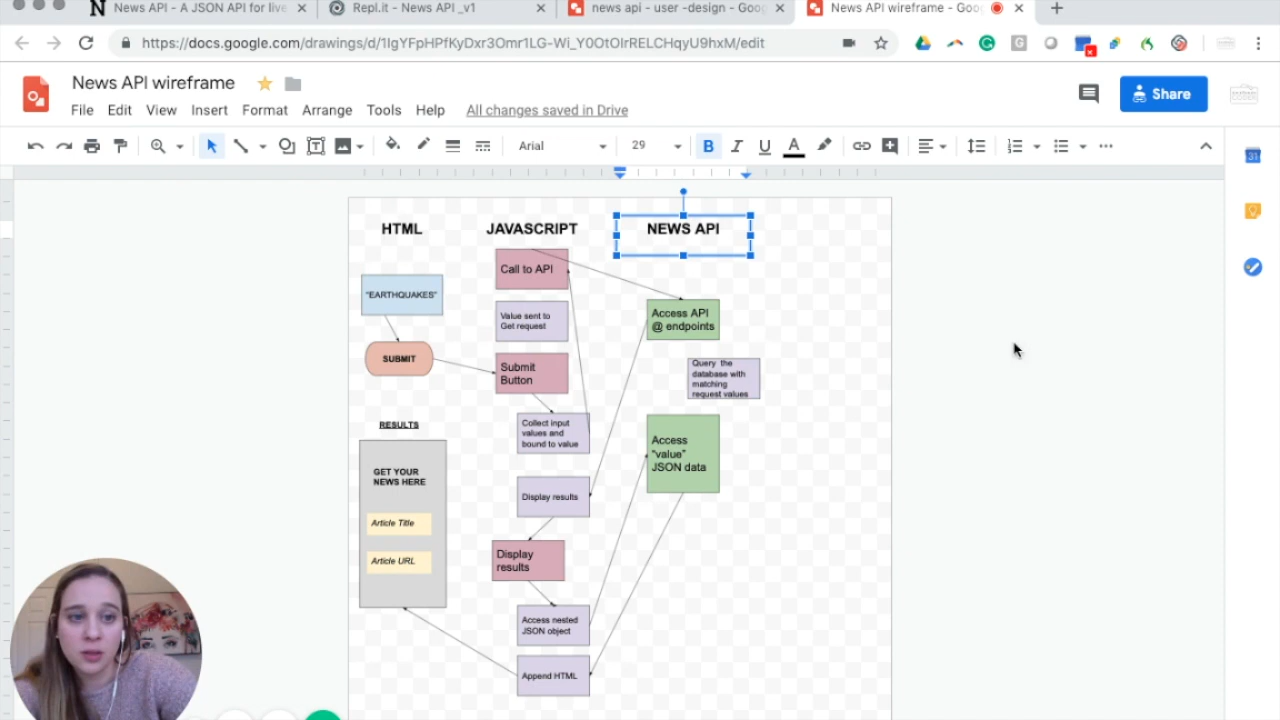 News API - A JSON API for live
Repl.it - News API _v1
news api - user -design - Goo
News API wireframe - Goo
https://docs.google.com/drawings/d/1IgYFpHPfKyDxr3Omr1LG-Wi_Y0OtOIrRELCHqyU9hxM/edit
News API wireframe
File Edit View Insert Format Arrange Tools Help All changes saved in Drive
Share
Arial
29
B I U A
31
HTML
JAVASCRIPT
NEWS API
"EARTHQUAKES"
SUBMIT
RESULTS
GET YOUR
NEWS HERE
Article Title
Article URL
Call to API
Value sent to
Get request
Submit
Button
Collect input
values and
bound to value
Display results
Display
results
Access nested
JSON object
Append HTML
Access API
@ endpoints
Query the
database with
matching
request values
Access
“value”
JSON data